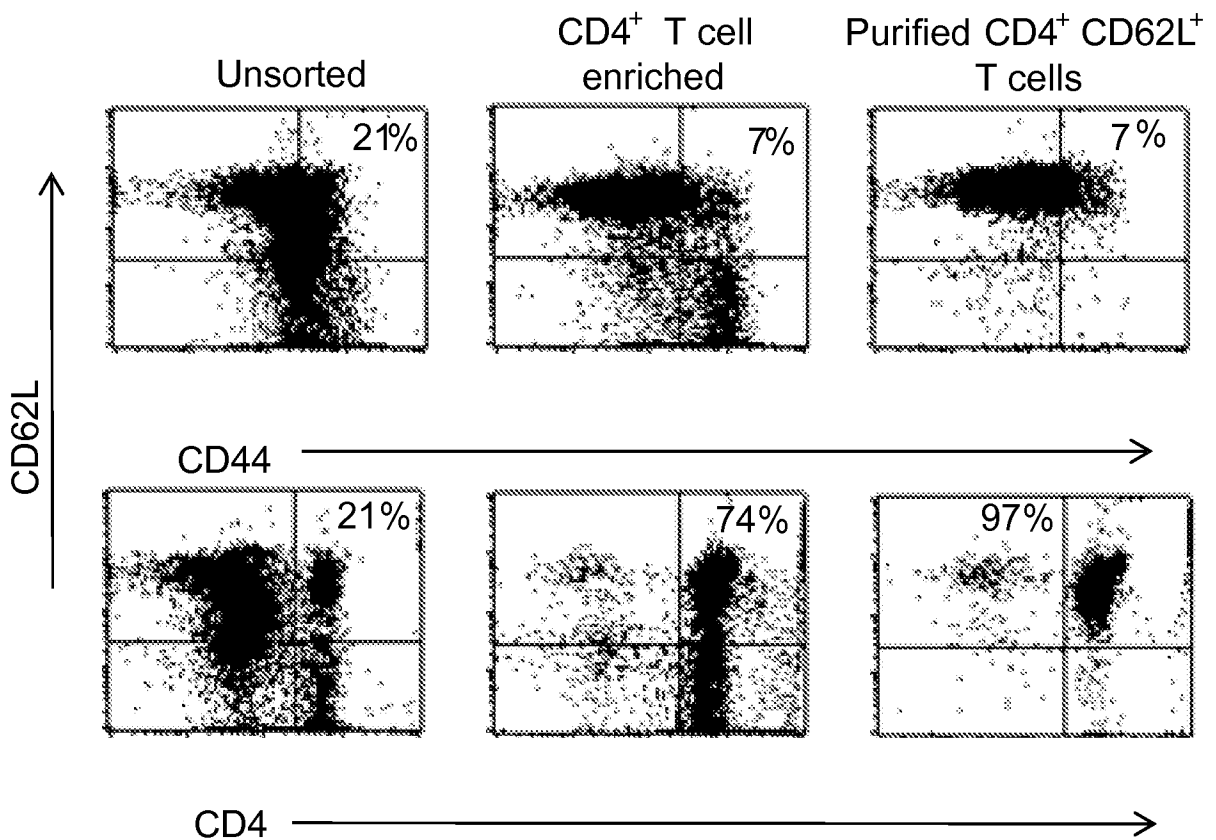 Unsorted
CD4⁺ T cell
enriched
Purified CD4⁺ CD62L⁺
T cells
21%
7%
7%
CD62L
CD44
21%
74%
97%
CD4